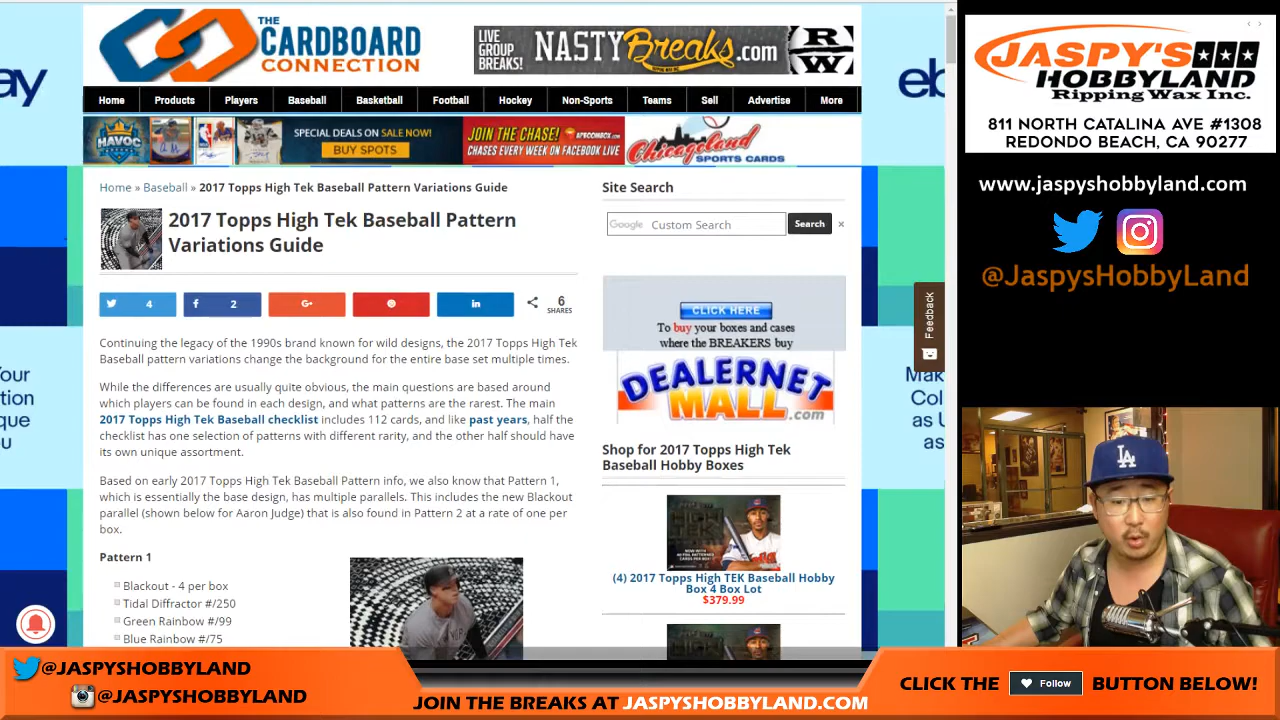 THE
CARDBOARD
CONNECTION
LIVE
GROUP
BREAKS!
NASTYBreaks.com
R
W
Home
Products
Players
Baseball
Basketball
Football
Hockey
Non-Sports
Teams
Sell
Advertise
More
HAVOC
SPECIAL DEALS ON SALE NOW!
BUY SPOTS
JOIN THE CHASE!
CHASES EVERY WEEK ON FACEBOOK LIVE
Chicagoland
SPORTS CARDS
Home » Baseball » 2017 Topps High Tek Baseball Pattern Variations Guide
2017 Topps High Tek Baseball Pattern
Variations Guide
4
2
6
SHARES
Continuing the legacy of the 1990s brand known for wild designs, the 2017 Topps High Tek
Baseball pattern variations change the background for the entire base set multiple times.
While the differences are usually quite obvious, the main questions are based around
which players can be found in each design, and what patterns are the rarest. The main
2017 Topps High Tek Baseball checklist includes 112 cards, and like past years, half the
checklist has one selection of patterns with different rarity, and the other half should have
its own unique assortment.
Based on early 2017 Topps High Tek Baseball Pattern info, we also know that Pattern 1,
which is essentially the base design, has multiple parallels. This includes the new Blackout
parallel (shown below for Aaron Judge) that is also found in Pattern 2 at a rate of one per
box.
Pattern 1
Blackout - 4 per box
Tidal Diffractor #/250
Green Rainbow #/99
Blue Rainbow #/75
Site Search
Google Custom Search
Search
×
CLICK HERE
To buy your boxes and cases
where the BREAKERS buy
DEALERNET
MALL.com
Shop for 2017 Topps High Tek
Baseball Hobby Boxes
(4) 2017 Topps High TEK Baseball Hobby
Box 4 Box Lot
$379.99
Feedback
JASPY'S
HOBBYLAND
Ripping Wax Inc.
811 NORTH CATALINA AVE #1308
REDONDO BEACH, CA 90277
www.jaspyshobbyland.com
@JaspysHobbyLand
LA
@JASPYSHOBBYLAND
@JASPYSHOBBYLAND
JOIN THE BREAKS AT JASPYSHOBBYLAND.COM
CLICK THE
Follow
BUTTON BELOW!